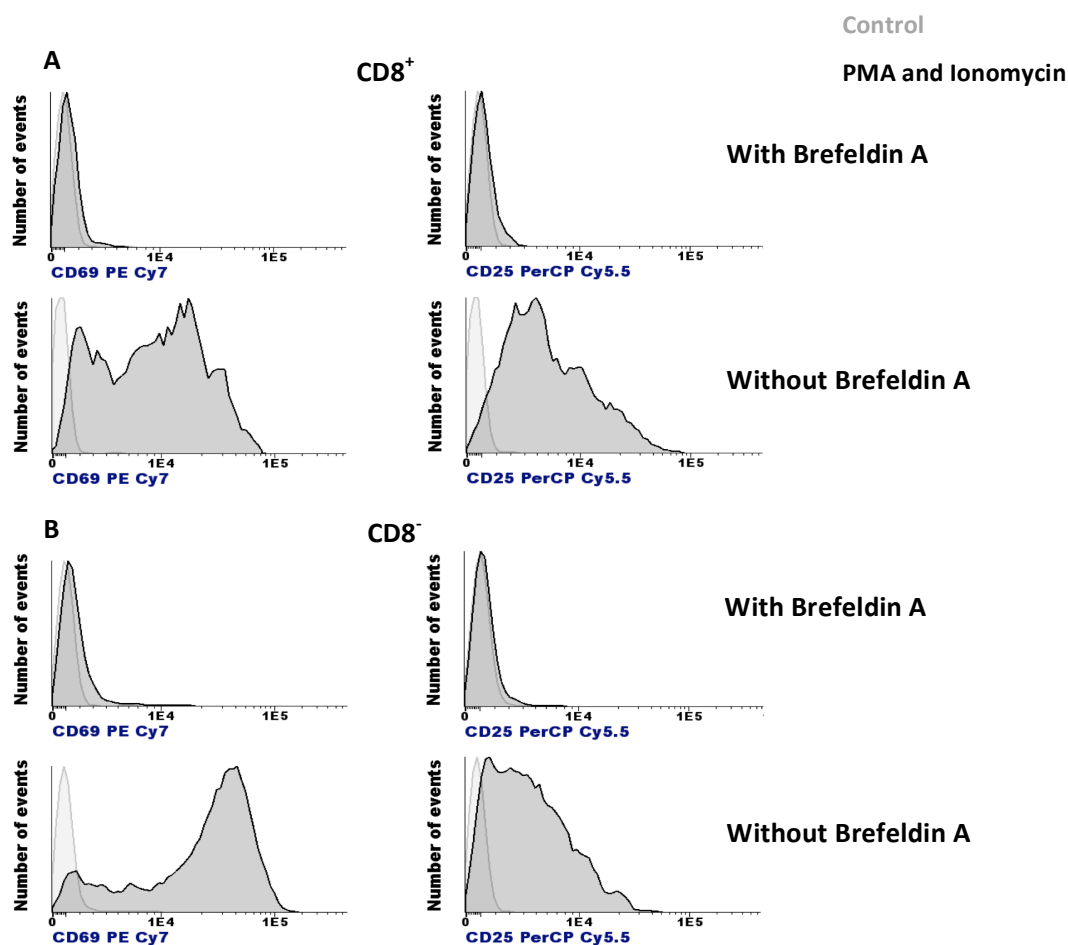 Control
PMA and Ionomycin
A
CD8+
Number of events
0 1E4 1E5
CD69 PE Cy7
Number of events
0 1E4 1E5
CD25 PerCP Cy5.5
With Brefeldin A
Number of events
0 1E4 1E5
CD69 PE Cy7
Number of events
0 1E4 1E5
CD25 PerCP Cy5.5
Without Brefeldin A
B
CD8-
Number of events
0 1E4 1E5
CD69 PE Cy7
Number of events
0 1E4 1E5
CD25 PerCP Cy5.5
With Brefeldin A
Number of events
0 1E4 1E5
CD69 PE Cy7
Number of events
0 1E4 1E5
CD25 PerCP Cy5.5
Without Brefeldin A